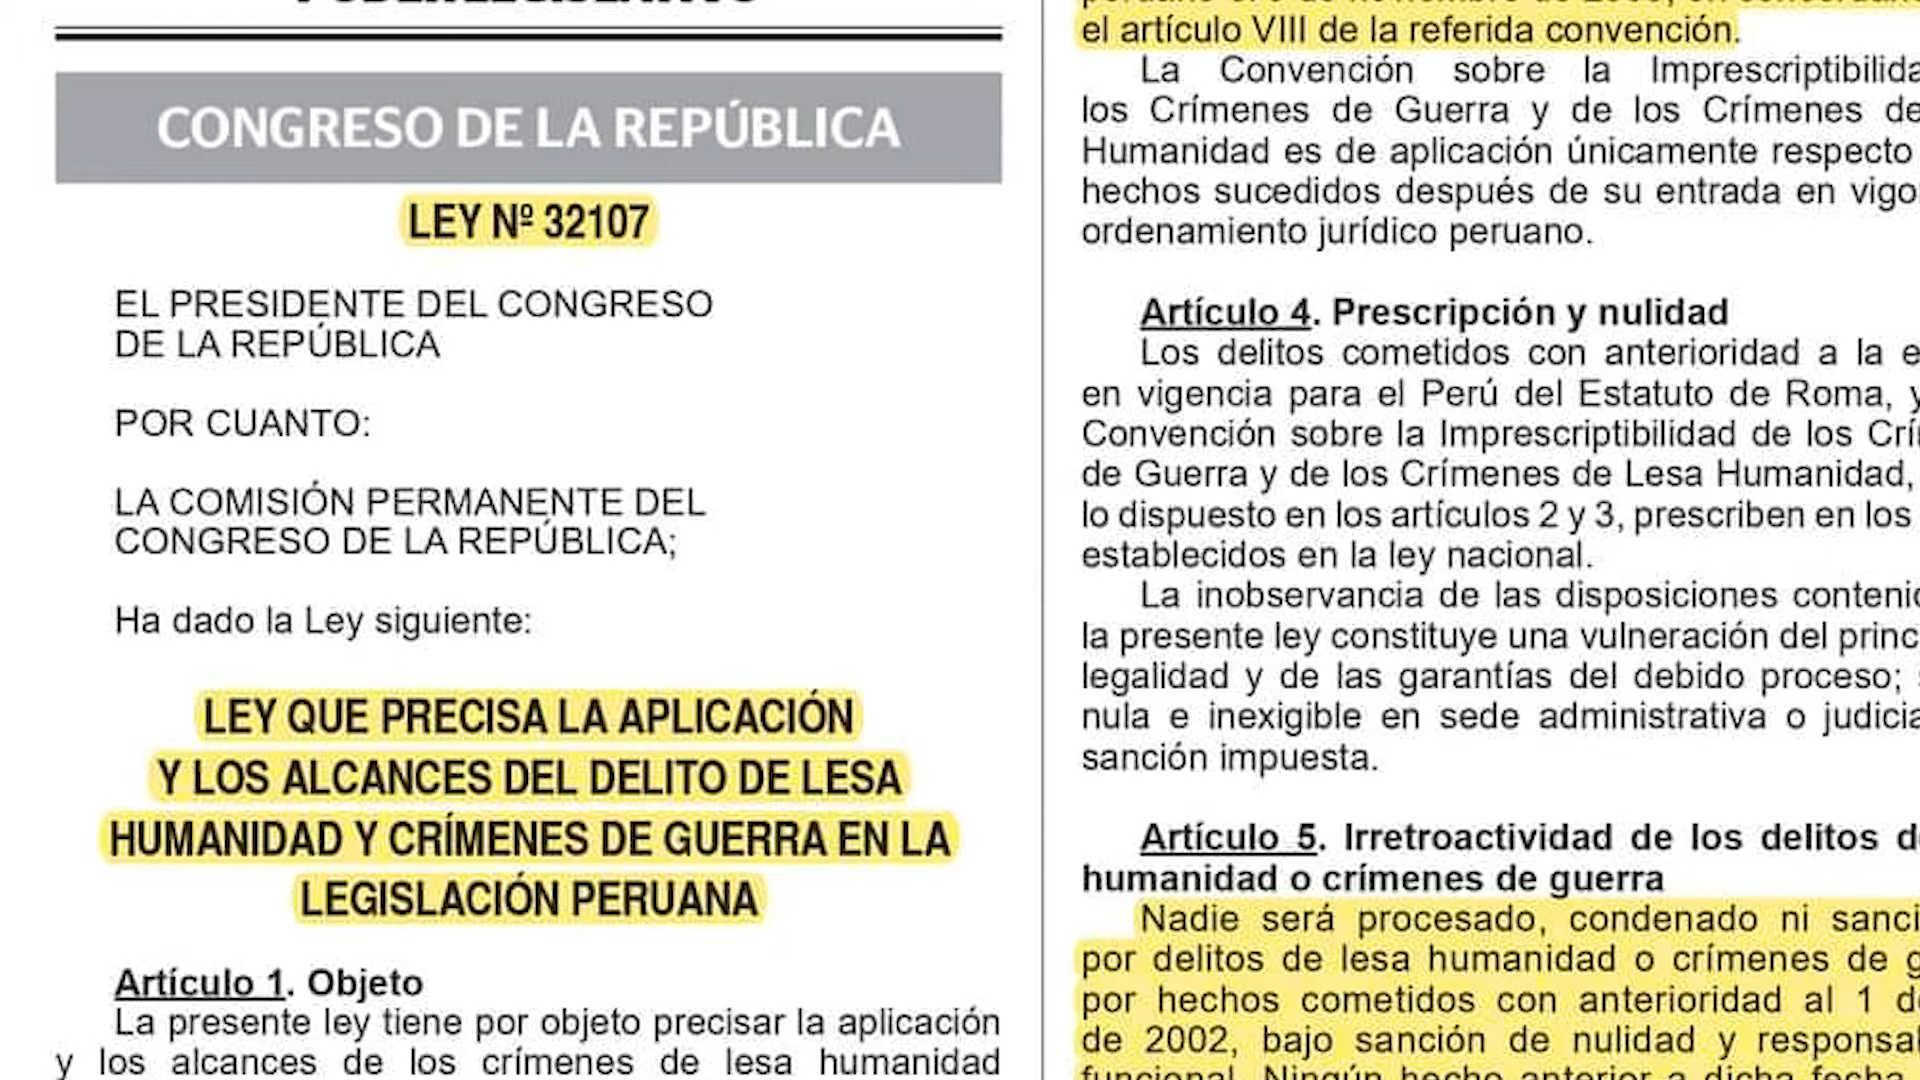 PODER LEGISLATIVO
CONGRESO DE LA REPÚBLICA
LEY Nº 32107
EL PRESIDENTE DEL CONGRESO
DE LA REPÚBLICA
POR CUANTO:
LA COMISIÓN PERMANENTE DEL
CONGRESO DE LA REPÚBLICA;
Ha dado la Ley siguiente:
LEY QUE PRECISA LA APLICACIÓN
Y LOS ALCANCES DEL DELITO DE LESA
HUMANIDAD Y CRÍMENES DE GUERRA EN LA
LEGISLACIÓN PERUANA
Artículo 1. Objeto
La presente ley tiene por objeto precisar la aplicación
y los alcances de los crímenes de lesa humanidad
el artículo VIII de la referida convención.
La Convención sobre la
los Crímenes de Guerra y de los Crímenes de
Humanidad es de aplicación únicamente respecto
hechos sucedidos después de su entrada en
ordenamiento jurídico peruano.
Artículo 4. Prescripción y nulidad
Los delitos cometidos con anterioridad a la
en vigencia para el Perú del Estatuto de Roma,
Convención sobre la Imprescriptibilidad de los
de Guerra y de los Crímenes de Lesa Humanidad,
lo dispuesto en los artículos 2 y 3, prescriben en los
establecidos en la ley nacional.
La inobservancia de las disposiciones
la presente ley constituye una vulneración del
legalidad y de las garantías del debido proceso;
nula e inexigible en sede administrativa o
sanción impuesta.
Artículo 5. Irretroactividad de los delitos
humanidad o crímenes de guerra
Nadie será procesado, condenado ni
por delitos de lesa humanidad o crímenes de
por hechos cometidos con anterioridad al 1
de 2002, bajo sanción de nulidad y
funcional. Ningún hecho anterior a dicha fecha